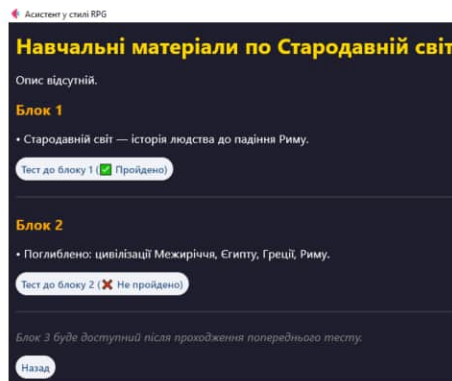 Асистент у стилі RPG
Навчальні матеріали по Стародавній світ
Опис відсутній.
Блок 1
• Стародавній світ — історія людства до падіння Риму.
Тест до блоку 1 (✅ Пройдено)
Блок 2
• Поглиблено: цивілізації Межиріччя, Єгипту, Греції, Риму.
Тест до блоку 2 (❌ Не пройдено)
Блок 3 буде доступний після проходження попереднього тесту.
Назад